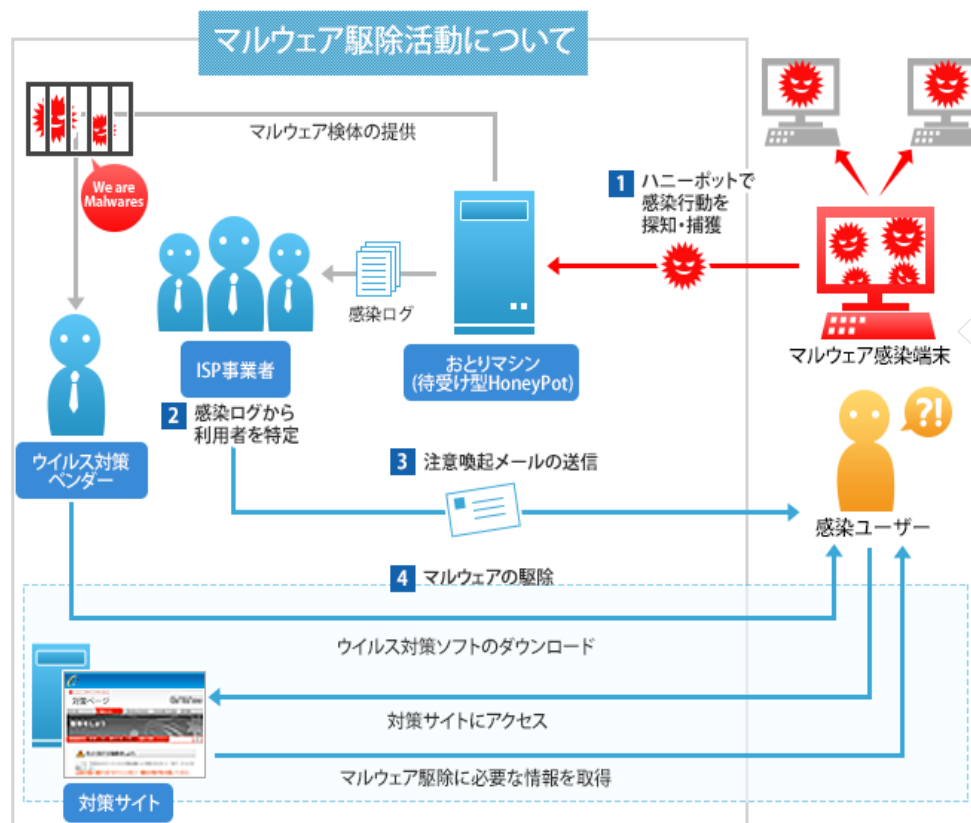 マルウェア駆除活動について
マルウェア検体の提供
We are
Malwares
1 ハニーポットで
感染行動を
探知・捕獲
感染ログ
マルウェア感染端末
ISP事業者
おとりマシン
(待受け型HoneyPot)
2 感染ログから
利用者を特定
?!
ウイルス対策
ベンダー
3 注意喚起メールの送信
感染ユーザー
4 マルウェアの駆除
ウイルス対策ソフトのダウンロード
対策ページ
対策サイトにアクセス
マルウェア駆除に必要な情報を取得
対策サイト